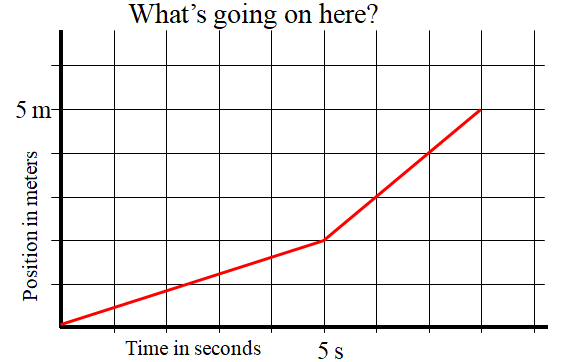 What’s going on here?
5 m
Position in meters
Time in seconds
5 s